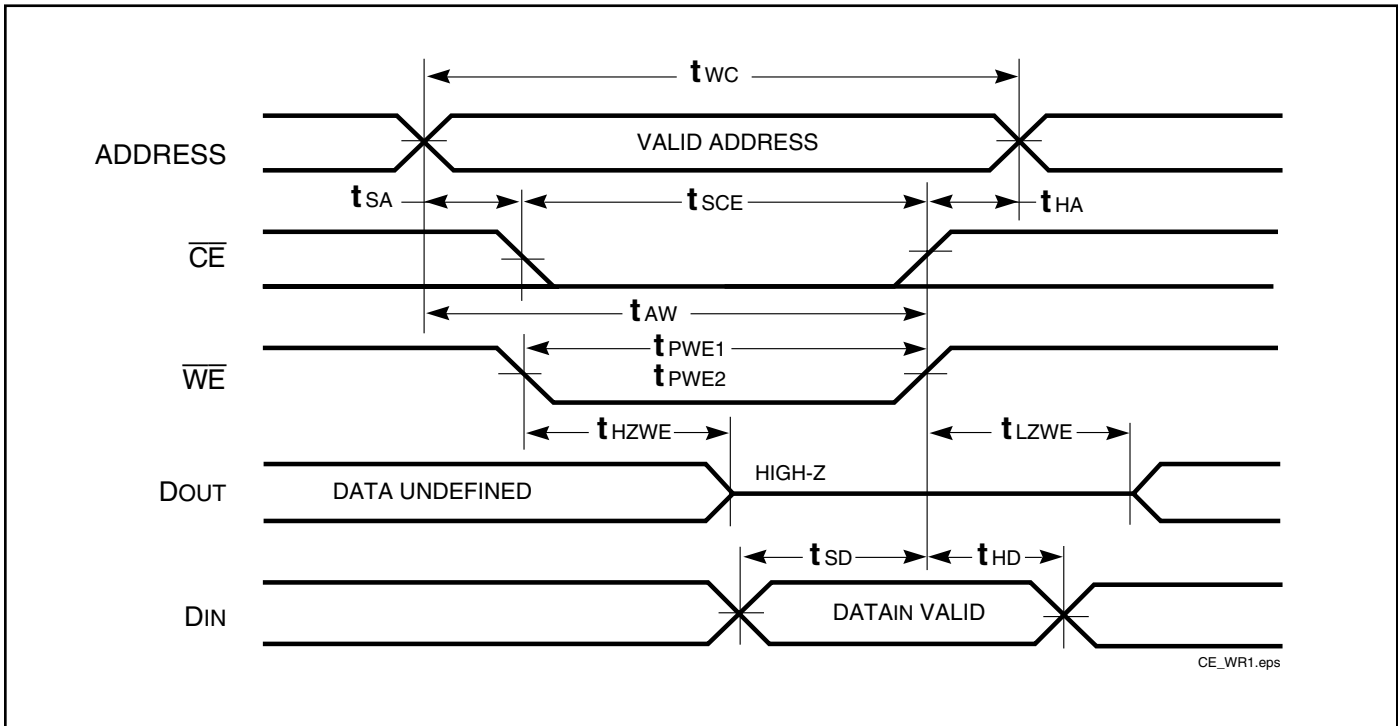 tWC
ADDRESS
VALID ADDRESS
tSA
tSCE
tHA
CE
tAW
WE
tPWE1
tPWE2
tHZWE
tLZWE
DOUT
DATA UNDEFINED
HIGH-Z
tSD
tHD
DIN
DATAIN VALID
CE_WR1.eps